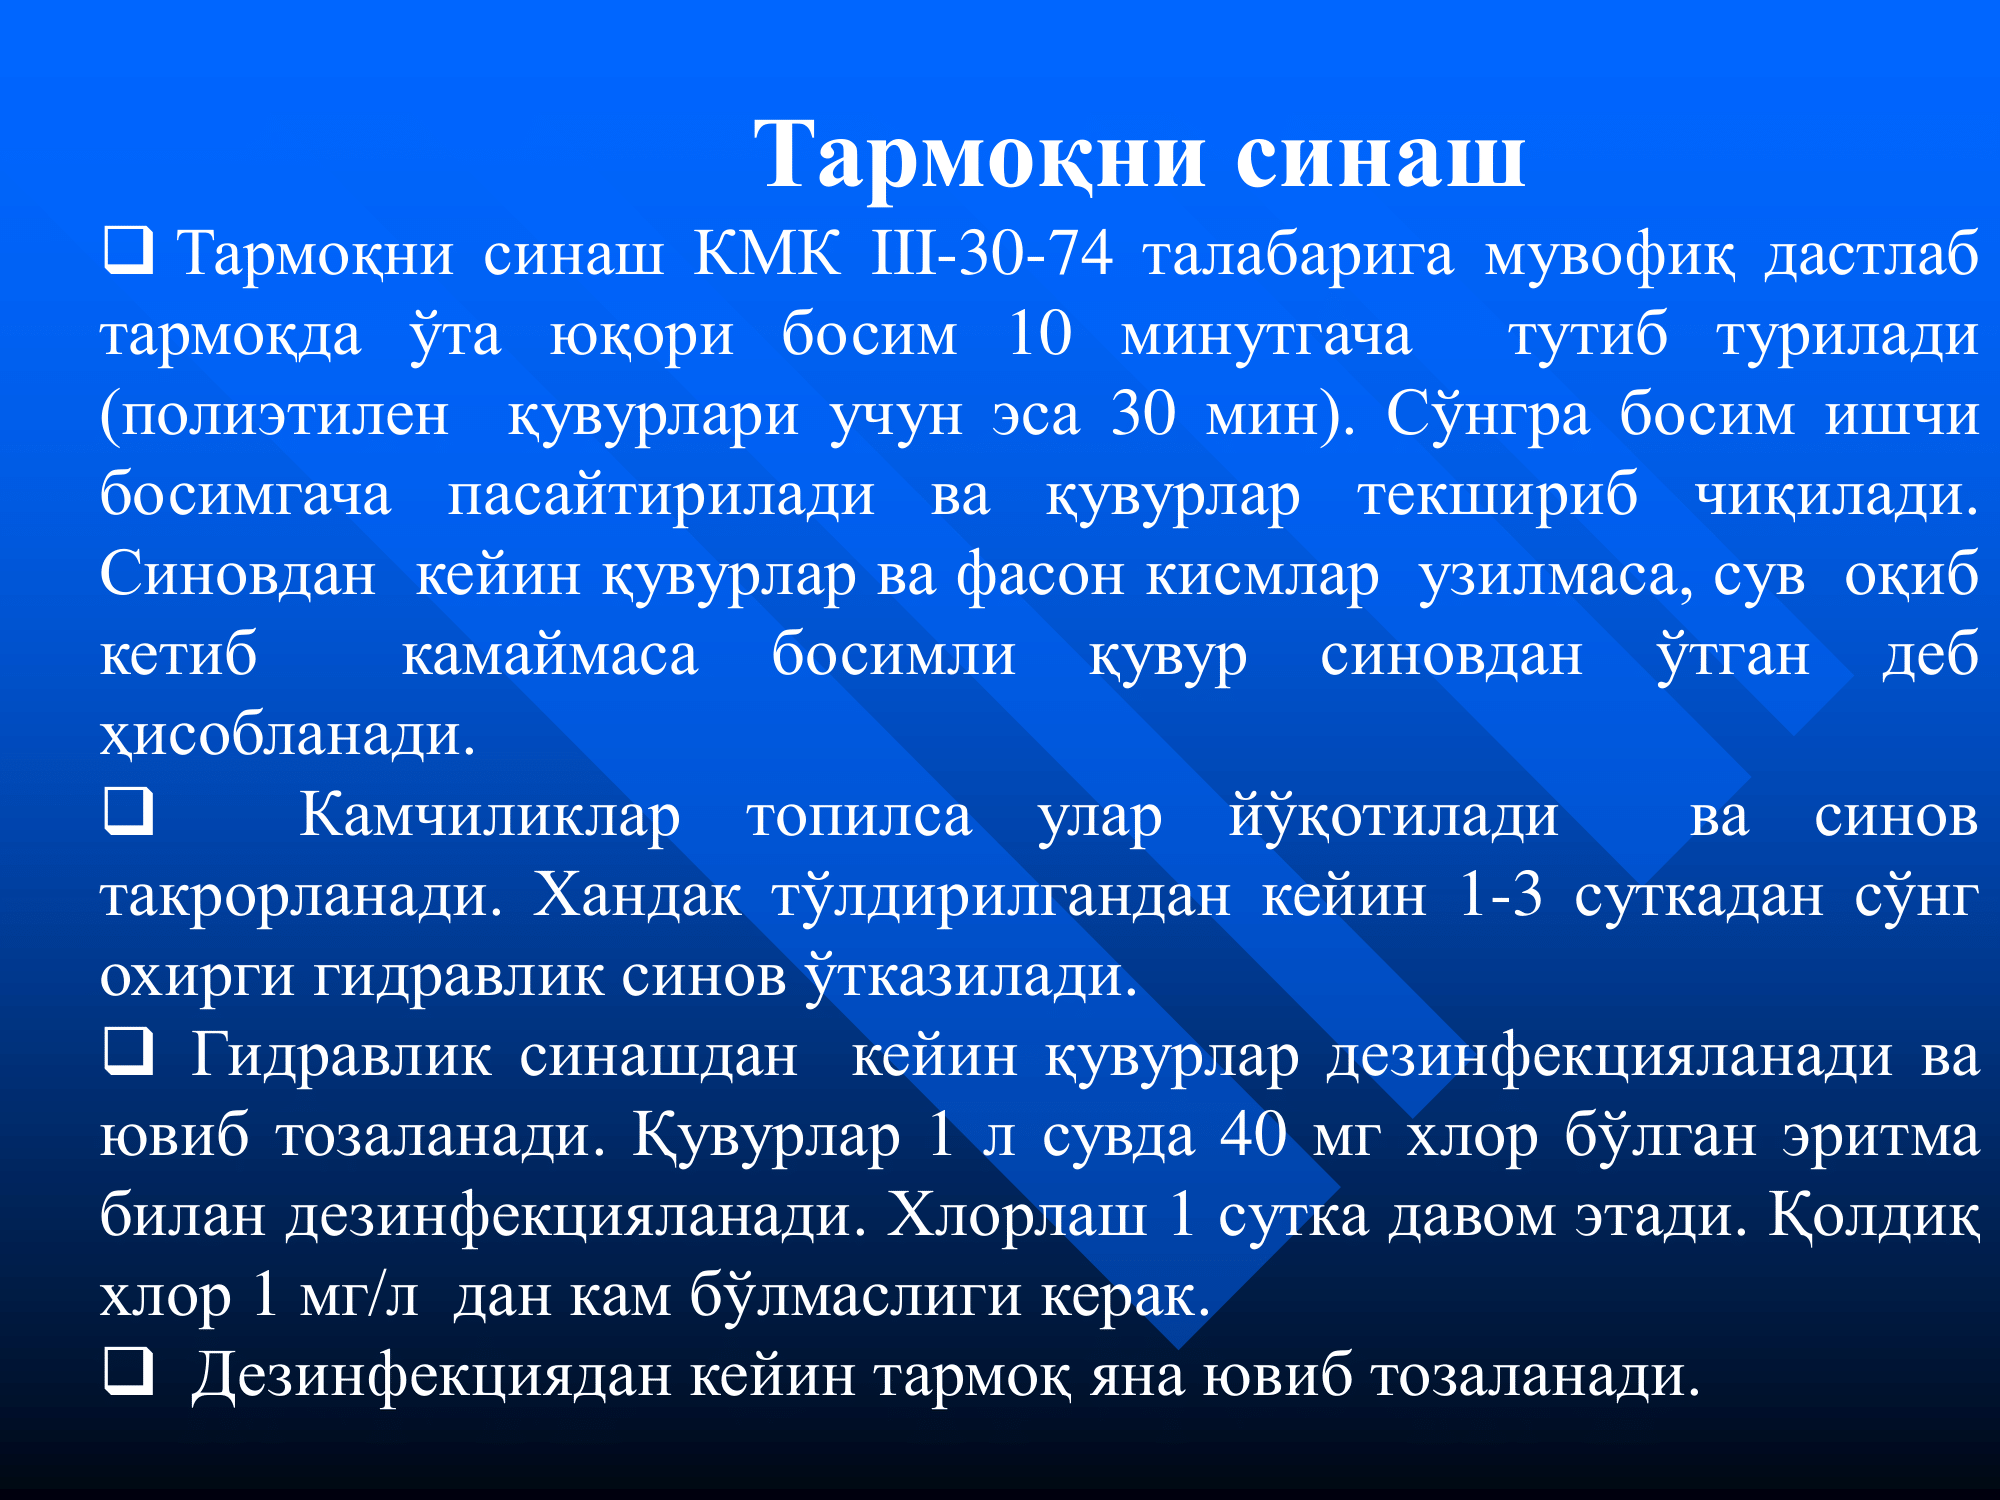 Тармоқни синаш
❑ Тармоқни синаш КМК III-30-74 талабарига мувофиқ дастлаб
тармоқда ўта юқори босим 10 минутгача тутиб турилади
(полиэтилен қувурлари учун эса 30 мин). Сўнгра босим ишчи
босимгача пасайтирилади ва қувурлар текшириб чиқилади.
Синовдан кейин қувурлар ва фасон кисмлар узилмаса, сув оқиб
кетиб камаймаса босимли қувур синовдан ўтган деб
ҳисобланади.
❑ Камчиликлар топилса улар йўқотилади ва синов
такрорланади. Хандак тўлдирилгандан кейин 1-3 суткадан сўнг
охирги гидравлик синов ўтказилади.
❑ Гидравлик синашдан кейин қувурлар дезинфекцияланади ва
ювиб тозаланади. Қувурлар 1 л сувда 40 мг хлор бўлган эритма
билан дезинфекцияланади. Хлорлаш 1 сутка давом этади. Қолдиқ
хлор 1 мг/л дан кам бўлмаслиги керак.
❑ Дезинфекциядан кейин тармоқ яна ювиб тозаланади.